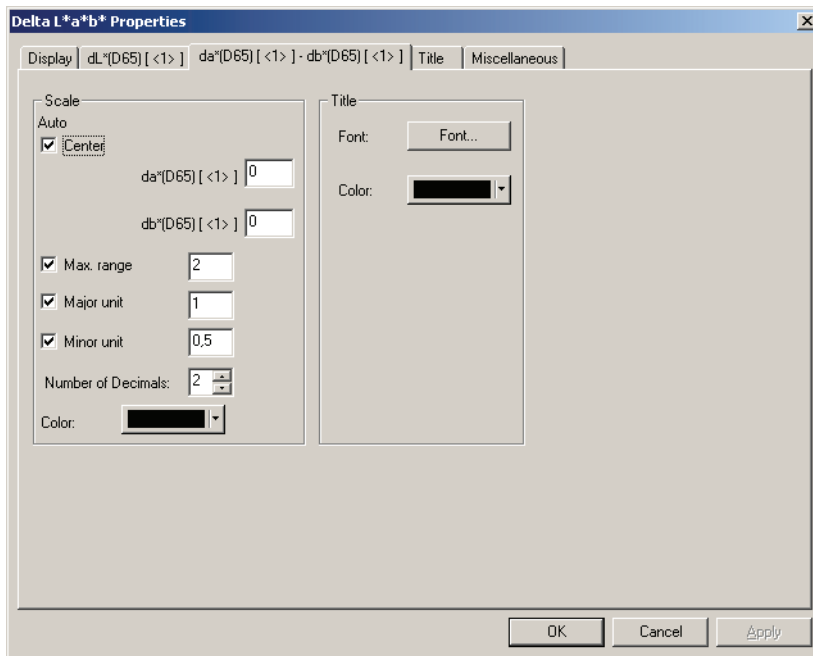 Delta L*a*b* Properties
Display dL*(D65) [ <1> ] da*(D65) [ <1> ] - db*(D65) [ <1> ] Title Miscellaneous
Scale
Auto
Center
da*(D65) [ <1> ] 0
db*(D65) [ <1> ] 0
Max. range 2
Major unit 1
Minor unit 0,5
Number of Decimals: 2
Color:
Title
Font: Font...
Color:
OK Cancel Apply